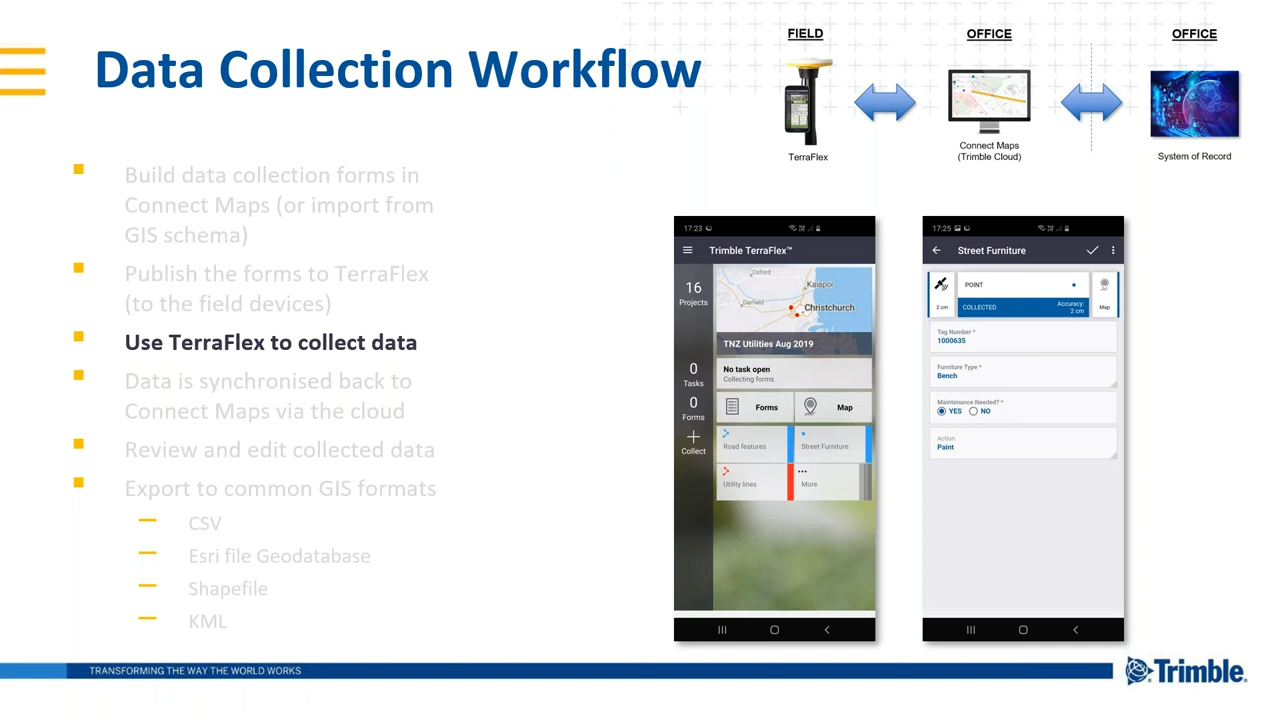 Data Collection Workflow
FIELD
OFFICE
OFFICE
TerraFlex
Connect Maps
(Trimble Cloud)
System of Record
Build data collection forms in
Connect Maps (or import from
GIS schema)
Publish the forms to TerraFlex
(to the field devices)
Use TerraFlex to collect data
Data is synchronised back to
Connect Maps via the cloud
Review and edit collected data
Export to common GIS formats
CSV
Esri file Geodatabase
Shapefile
KML
17:23
Trimble TerraFlex™
16
Projects
Oxford
Kaiapoi
Darfield
Christchurch
TNZ Utilities Aug 2019
No task open
Collecting forms
0
Tasks
0
Forms
Collect
Forms
Map
Road features
Street Furniture
Utility lines
More
17:25
Street Furniture
2 cm
POINT
COLLECTED
Accuracy:
2 cm
Map
Tag Number *
1000635
Furniture Type *
Bench
Maintenance Needed? *
YES
NO
Action
Paint
TRANSFORMING THE WAY THE WORLD WORKS
Trimble.